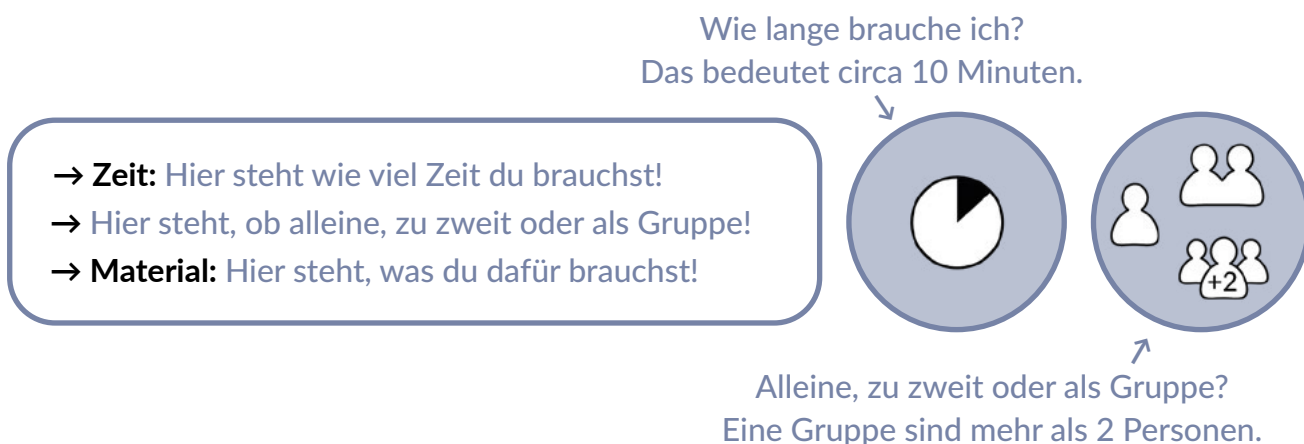 Wie lange brauche ich?
Das bedeutet circa 10 Minuten.
→ Zeit: Hier steht wie viel Zeit du brauchst!
→ Hier steht, ob alleine, zu zweit oder als Gruppe!
→ Material: Hier steht, was du dafür brauchst!
+2
Alleine, zu zweit oder als Gruppe?
Eine Gruppe sind mehr als 2 Personen.